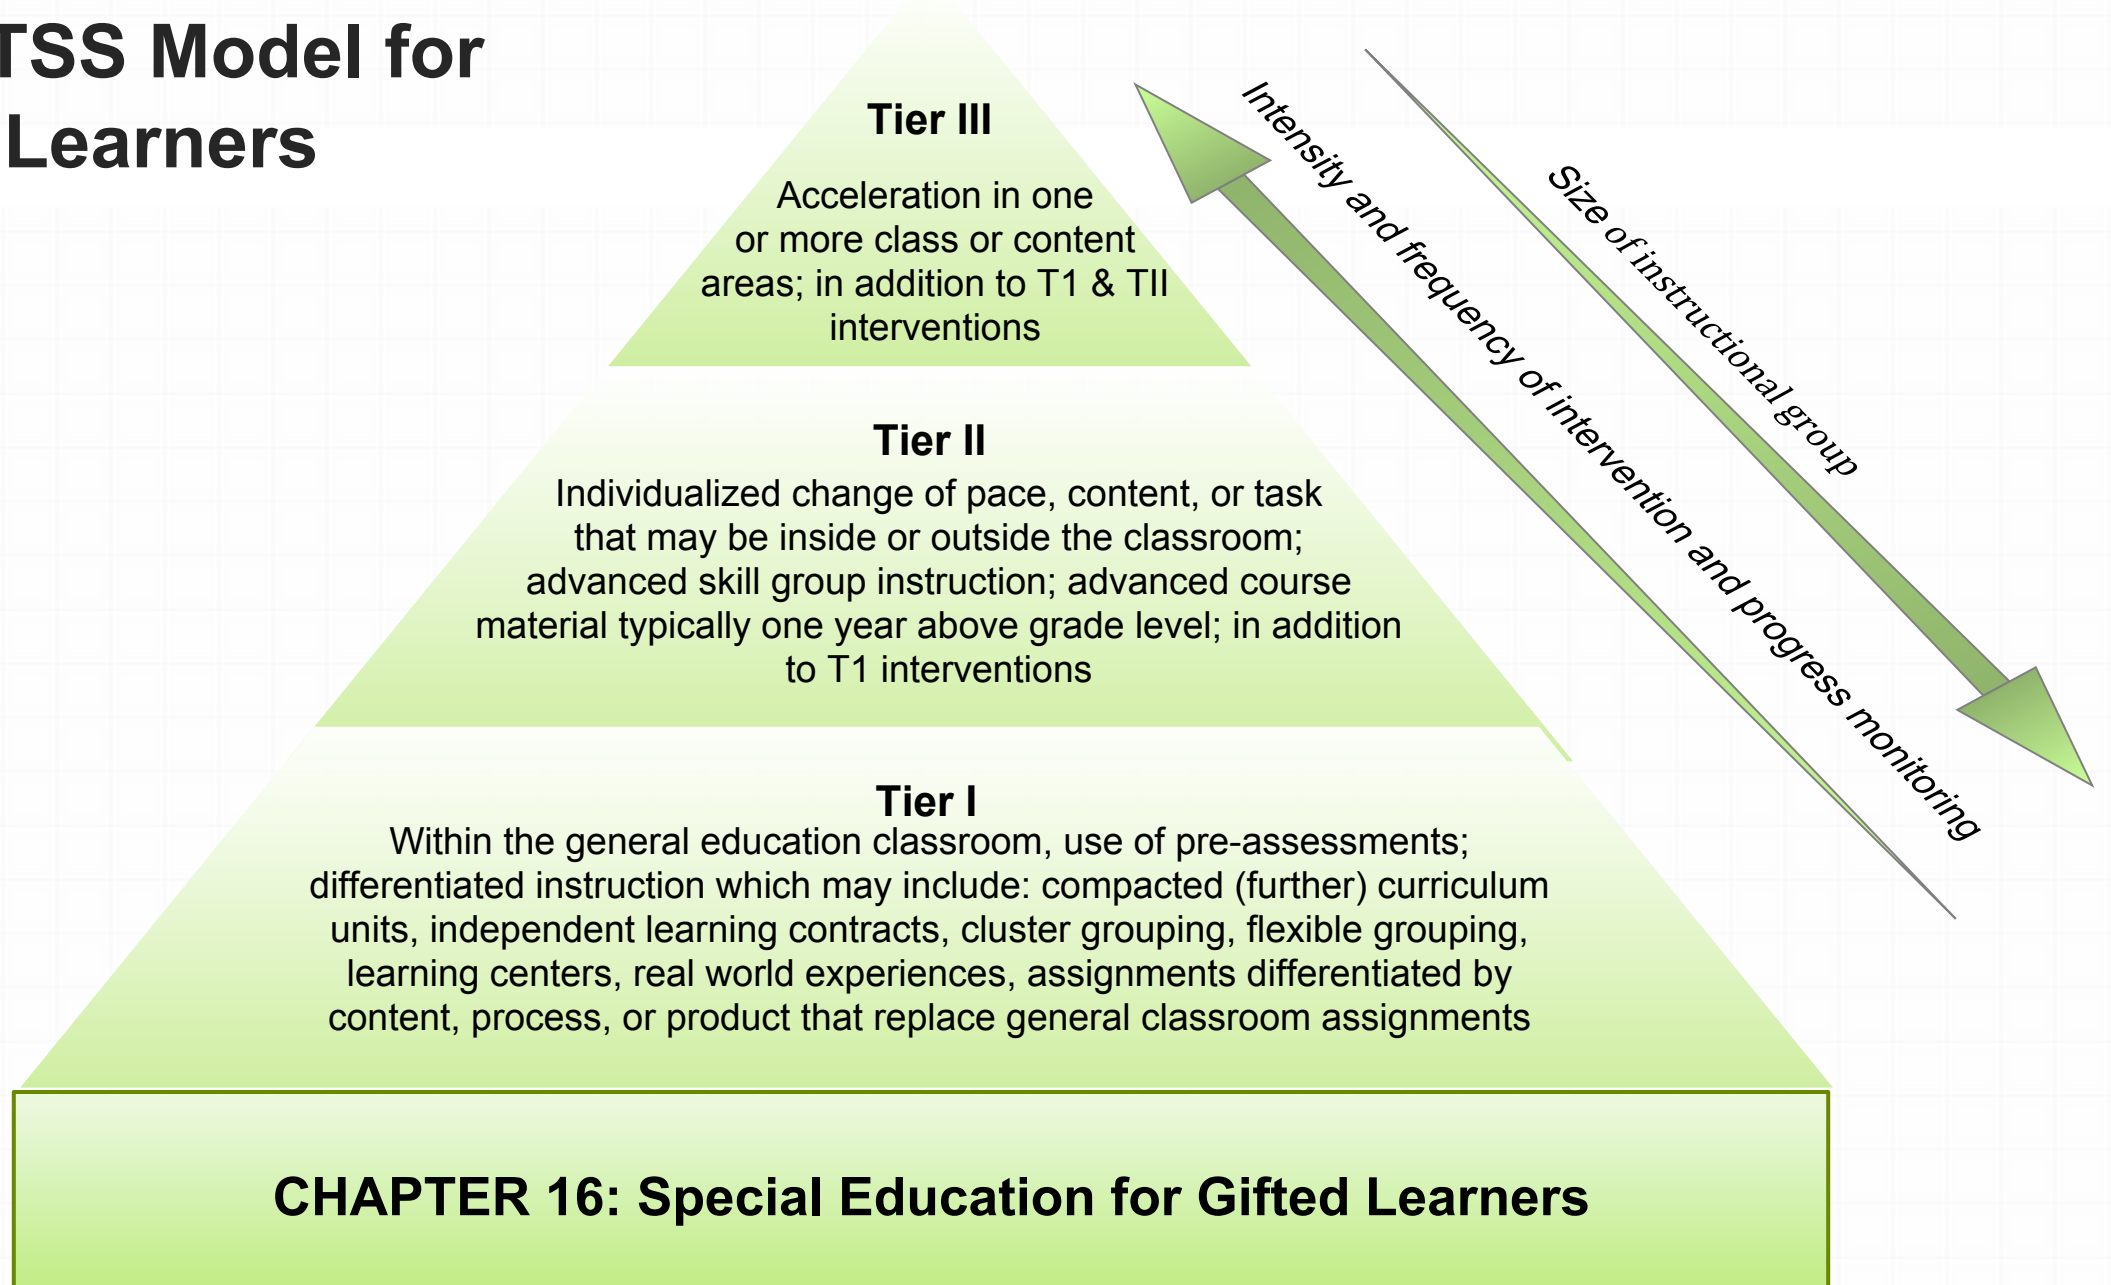 TSS Model for
Learners
Tier III
Acceleration in one
or more class or content
areas; in addition to T1 & TII
interventions
Intensity and frequency of intervention and progress monitoring
Size of instructional group
Tier II
Individualized change of pace, content, or task
that may be inside or outside the classroom;
advanced skill group instruction; advanced course
material typically one year above grade level; in addition
to T1 interventions
Tier I
Within the general education classroom, use of pre-assessments;
differentiated instruction which may include: compacted (further) curriculum
units, independent learning contracts, cluster grouping, flexible grouping,
learning centers, real world experiences, assignments differentiated by
content, process, or product that replace general classroom assignments
CHAPTER 16: Special Education for Gifted Learners